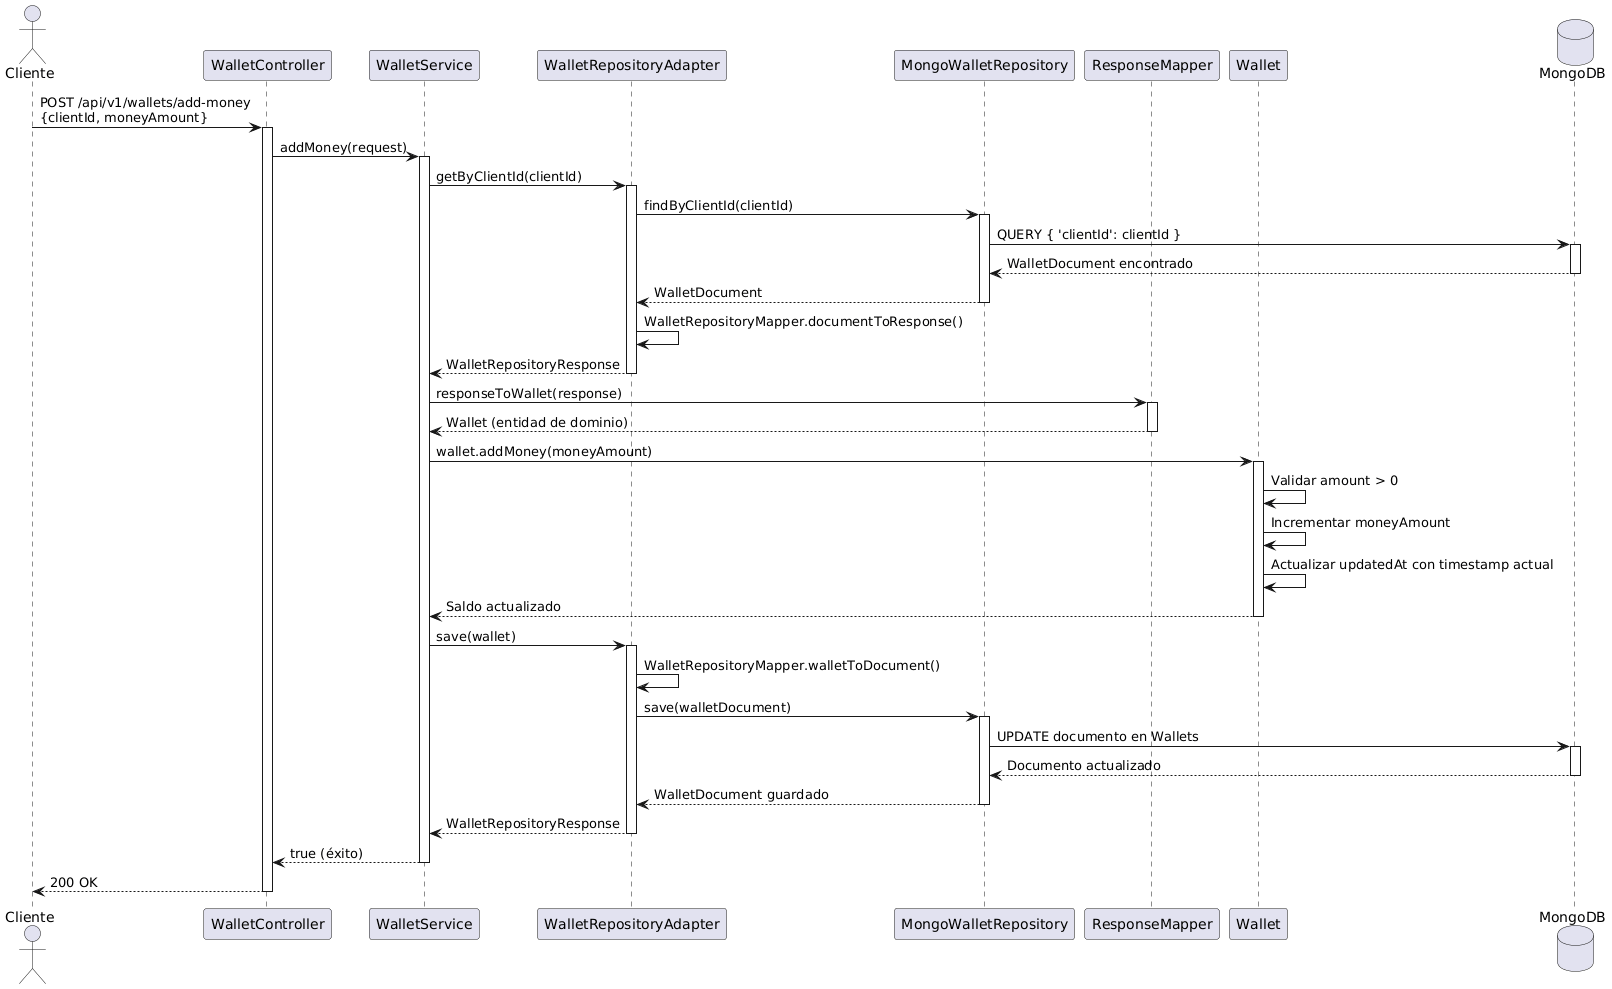 Cliente
WalletController
WalletService
WalletRepositoryAdapter
MongoWalletRepository
ResponseMapper
Wallet
MongoDB
POST /api/v1/wallets/add-money
{clientId, moneyAmount}
addMoney(request)
getByClientId(clientId)
findByClientId(clientId)
QUERY { 'clientId': clientId }
WalletDocument encontrado
WalletDocument
WalletRepositoryMapper.documentToResponse()
WalletRepositoryResponse
responseToWallet(response)
Wallet (entidad de dominio)
wallet.addMoney(moneyAmount)
Validar amount > 0
Incrementar moneyAmount
Actualizar updatedAt con timestamp actual
Saldo actualizado
save(wallet)
WalletRepositoryMapper.walletToDocument()
save(walletDocument)
UPDATE documento en Wallets
Documento actualizado
WalletDocument guardado
WalletRepositoryResponse
true (éxito)
200 OK
Cliente
WalletController
WalletService
WalletRepositoryAdapter
MongoWalletRepository
ResponseMapper
Wallet
MongoDB